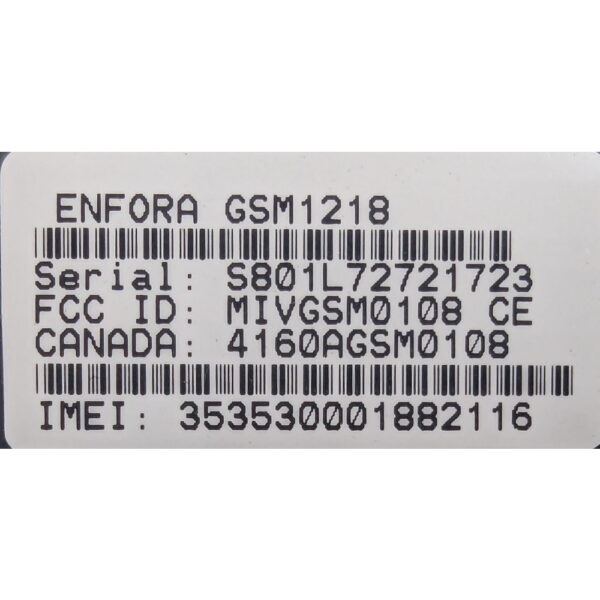 ENFORA GSM1218
Serial: S801L72721723
FCC ID: MIVGSM0108 CE
CANADA: 4160AGSM0108
IMEI: 353530001882116